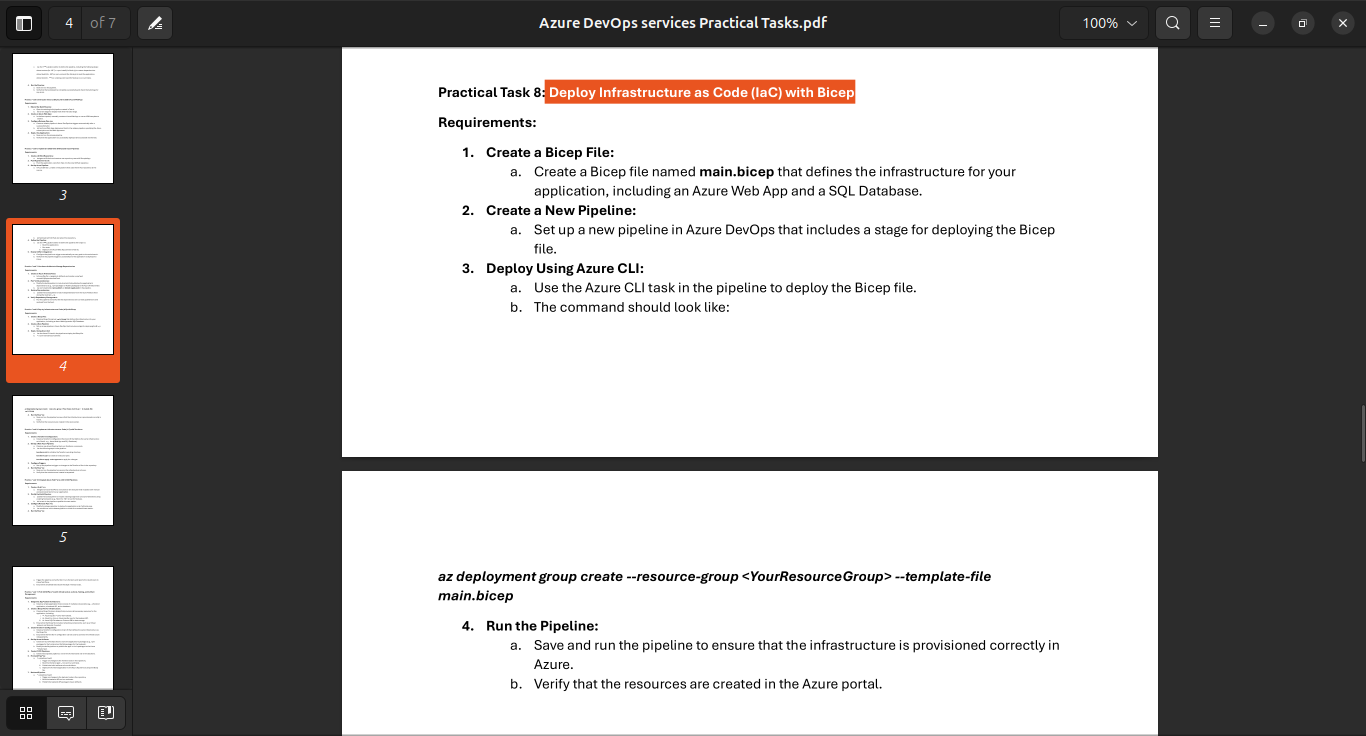 4 of 7
Azure DevOps services Practical Tasks.pdf
100%
3
4
5
Practical Task 8: Deploy Infrastructure as Code (IaC) with Bicep
Requirements:
1. Create a Bicep File:
a. Create a Bicep file named main.bicep that defines the infrastructure for your
application, including an Azure Web App and a SQL Database.
2. Create a New Pipeline:
a. Set up a new pipeline in Azure DevOps that includes a stage for deploying the Bicep
file.
3. Deploy Using Azure CLI:
a. Use the Azure CLI task in the pipeline to deploy the Bicep file.
b. The command should look like:
az deployment group create --resource-group <YourResourceGroup> --template-file
main.bicep
4. Run the Pipeline:
a. Save and run the pipeline to ensure that the infrastructure is provisioned correctly in
Azure.
b. Verify that the resources are created in the Azure portal.